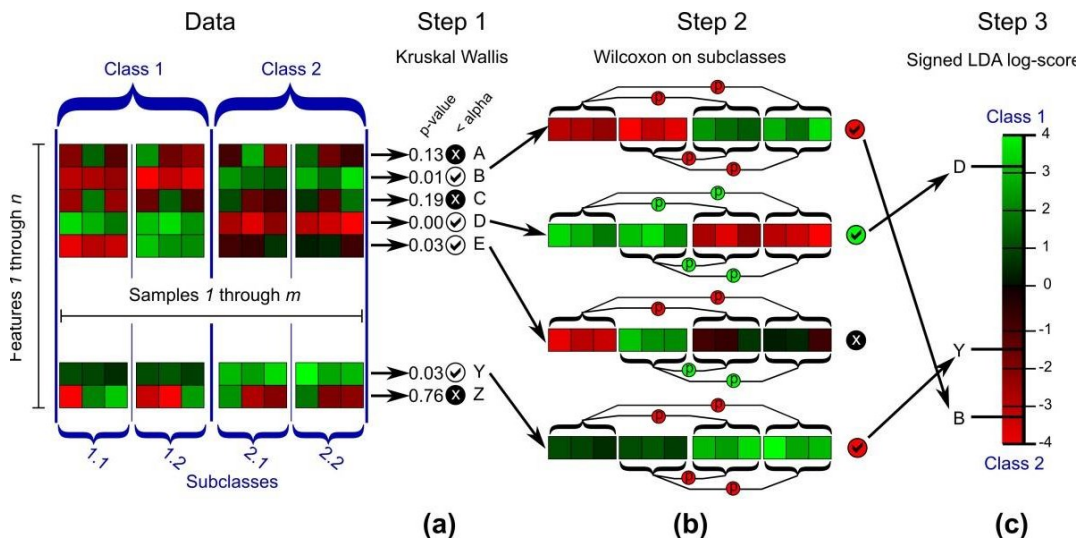 Data
Step 1
Step 2
Step 3
Kruskal Wallis
Wilcoxon on subclasses
Signed LDA log-score
Class 1
Class 2
p-value
< alpha
Features 1 through n
0.13 X A
0.01 B
0.19 X C
0.00 D
0.03 E
Samples 1 through m
0.03 Y
0.76 X Z
1.1
1.2
2.1
2.2
Subclasses
p p
p p
p p
p p
p p
p p
X
p p
p p
Class 1
4
D
3
2
1
0
-1
Y
-2
-3
B
-4
Class 2
(a)
(b)
(c)